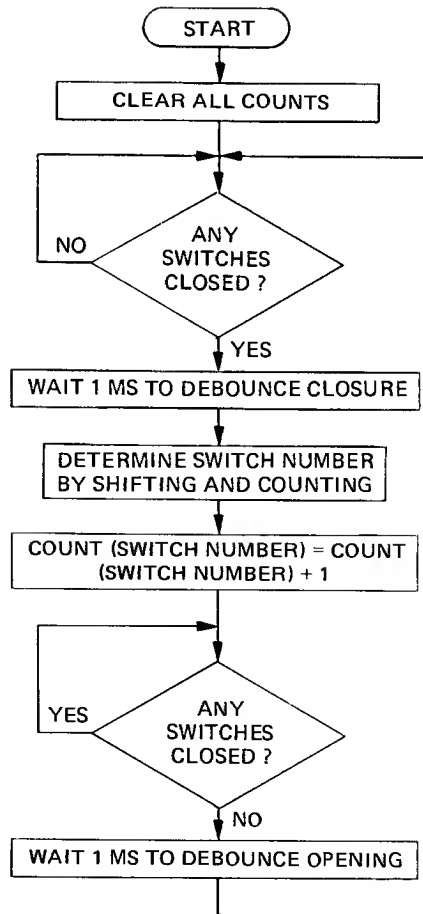 START
CLEAR ALL COUNTS
ANY
SWITCHES
CLOSED ?
NO
YES
WAIT 1 MS TO DEBOUNCE CLOSURE
DETERMINE SWITCH NUMBER
BY SHIFTING AND COUNTING
COUNT (SWITCH NUMBER) = COUNT
(SWITCH NUMBER) + 1
ANY
SWITCHES
CLOSED ?
YES
NO
WAIT 1 MS TO DEBOUNCE OPENING